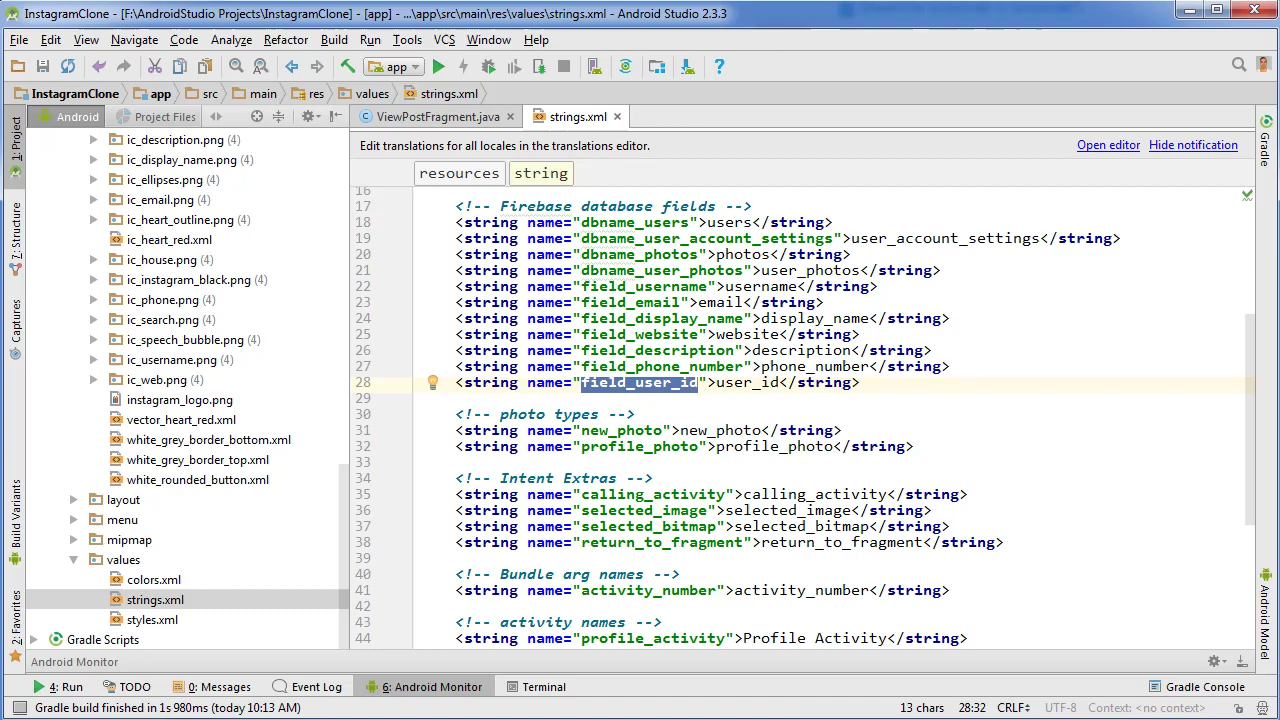 InstagramClone - [F:\AndroidStudio Projects\InstagramClone] - [app] - ...\app\src\main\res\values\strings.xml - Android Studio 2.3.3
File Edit View Navigate Code Analyze Refactor Build Run Tools VCS Window Help
app
InstagramClone app src main res values strings.xml
Android Project Files
ViewPostFragment.java strings.xml
1: Project
7: Structure
Captures
Build Variants
2: Favorites
ic_description.png (4)
ic_display_name.png (4)
ic_ellipses.png (4)
ic_email.png (4)
ic_heart_outline.png (4)
ic_heart_red.xml
ic_house.png (4)
ic_instagram_black.png (4)
ic_phone.png (4)
ic_search.png (4)
ic_speech_bubble.png (4)
ic_username.png (4)
ic_web.png (4)
instagram_logo.png
vector_heart_red.xml
white_grey_border_bottom.xml
white_grey_border_top.xml
white_rounded_button.xml
layout
menu
mipmap
values
colors.xml
strings.xml
styles.xml
Gradle Scripts
Edit translations for all locales in the translations editor. Open editor Hide notification
resources string
16
17 <!-- Firebase database fields -->
18 <string name="dbname_users">users</string>
19 <string name="dbname_user_account_settings">user_account_settings</string>
20 <string name="dbname_photos">photos</string>
21 <string name="dbname_user_photos">user_photos</string>
22 <string name="field_username">username</string>
23 <string name="field_email">email</string>
24 <string name="field_display_name">display_name</string>
25 <string name="field_website">website</string>
26 <string name="field_description">description</string>
27 <string name="field_phone_number">phone_number</string>
28 <string name="field_user_id">user_id</string>
29
30 <!-- photo types -->
31 <string name="new_photo">new_photo</string>
32 <string name="profile_photo">profile_photo</string>
33
34 <!-- Intent Extras -->
35 <string name="calling_activity">calling_activity</string>
36 <string name="selected_image">selected_image</string>
37 <string name="selected_bitmap">selected_bitmap</string>
38 <string name="return_to_fragment">return_to_fragment</string>
39
40 <!-- Bundle arg names -->
41 <string name="activity_number">activity_number</string>
42
43 <!-- activity names -->
44 <string name="profile_activity">Profile Activity</string>
Gradle
Android Model
Android Monitor
4: Run TODO 0: Messages Event Log 6: Android Monitor Terminal Gradle Console
Gradle build finished in 1s 980ms (today 10:13 AM) 13 chars 28:32 CRLF UTF-8 Context: <no context>